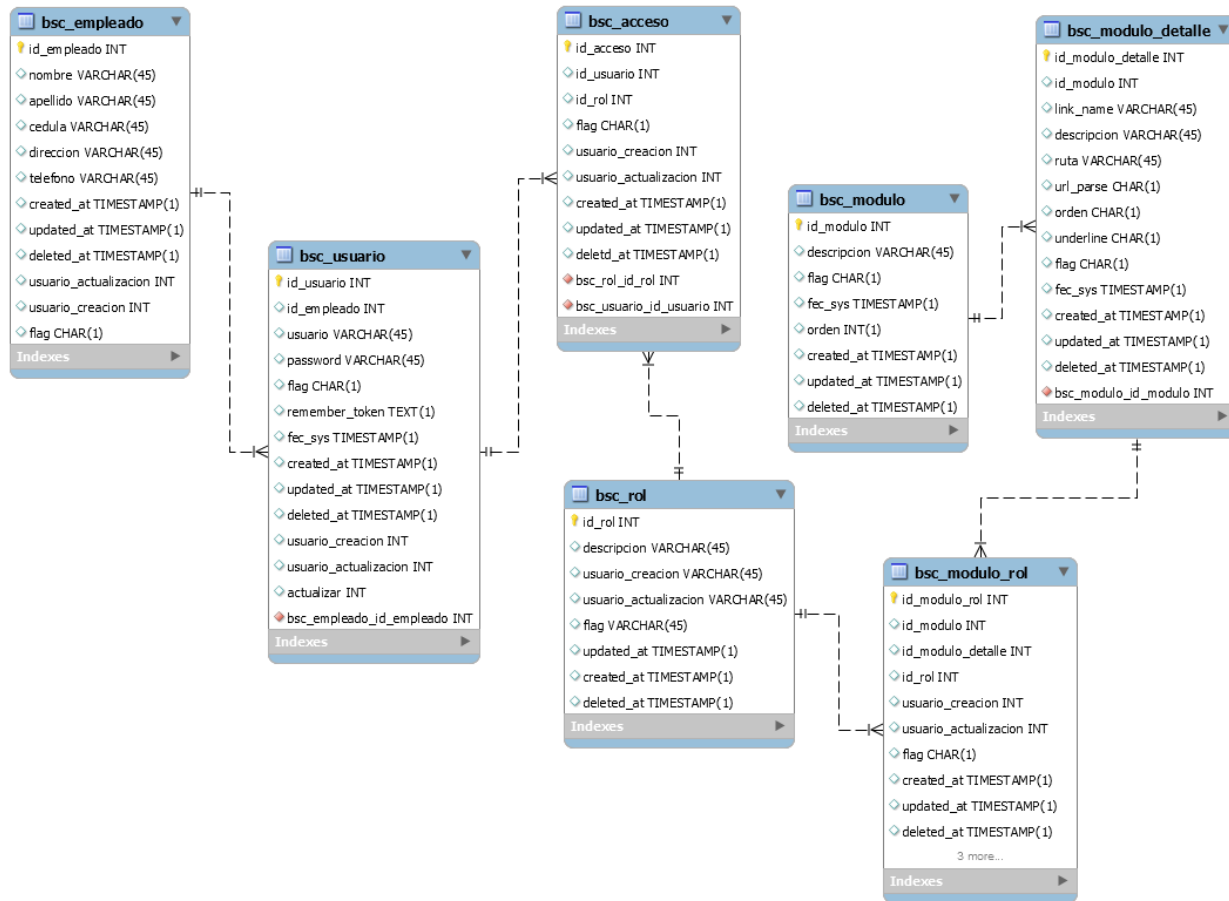 bsc_empleado
id_empleado INT
nombre VARCHAR(45)
apellido VARCHAR(45)
cedula VARCHAR(45)
direccion VARCHAR(45)
telefono VARCHAR(45)
created_at TIMESTAMP(1)
updated_at TIMESTAMP(1)
deleted_at TIMESTAMP(1)
usuario_actualización INT
usuario_creacion INT
flag CHAR(1)
Indexes
bsc_usuario
id_usuario INT
id_empleado INT
usuario VARCHAR(45)
password VARCHAR(45)
flag CHAR(1)
remember_token TEXT(1)
fec_sys TIMESTAMP(1)
created_at TIMESTAMP(1)
updated_at TIMESTAMP(1)
deleted_at TIMESTAMP(1)
usuario_creacion INT
usuario_actualizacion INT
actualizar INT
bsc_empleado_id_empleado INT
Indexes
bsc_acceso
id_acceso INT
id_usuario INT
id_rol INT
flag CHAR(1)
usuario_creacion INT
usuario_actualizacion INT
created_at TIMESTAMP(1)
updated_at TIMESTAMP(1)
deletd_at TIMESTAMP(1)
bsc_rol_id_rol INT
bsc_usuario_id_usuario INT
Indexes
bsc_rol
id_rol INT
descripcion VARCHAR(45)
usuario_creacion VARCHAR(45)
usuario_actualizacion VARCHAR(45)
flag VARCHAR(45)
updated_at TIMESTAMP(1)
created_at TIMESTAMP(1)
deleted_at TIMESTAMP(1)
Indexes
bsc_modulo
id_modulo INT
descripcion VARCHAR(45)
flag CHAR(1)
fec_sys TIMESTAMP(1)
orden INT(1)
created_at TIMESTAMP(1)
updated_at TIMESTAMP(1)
deleted_at TIMESTAMP(1)
Indexes
bsc_modulo_detalle
id_modulo_detalle INT
id_modulo INT
link_name VARCHAR(45)
descripcion VARCHAR(45)
ruta VARCHAR(45)
url_parse CHAR(1)
orden CHAR(1)
underline CHAR(1)
flag CHAR(1)
fec_sys TIMESTAMP(1)
created_at TIMESTAMP(1)
updated_at TIMESTAMP(1)
deleted_at TIMESTAMP(1)
bsc_modulo_id_modulo INT
Indexes
bsc_modulo_rol
id_modulo_rol INT
id_modulo INT
id_modulo_detalle INT
id_rol INT
usuario_creacion INT
usuario_actualizacion INT
flag CHAR(1)
created_at TIMESTAMP(1)
updated_at TIMESTAMP(1)
deleted_at TIMESTAMP(1)
3 more...
Indexes